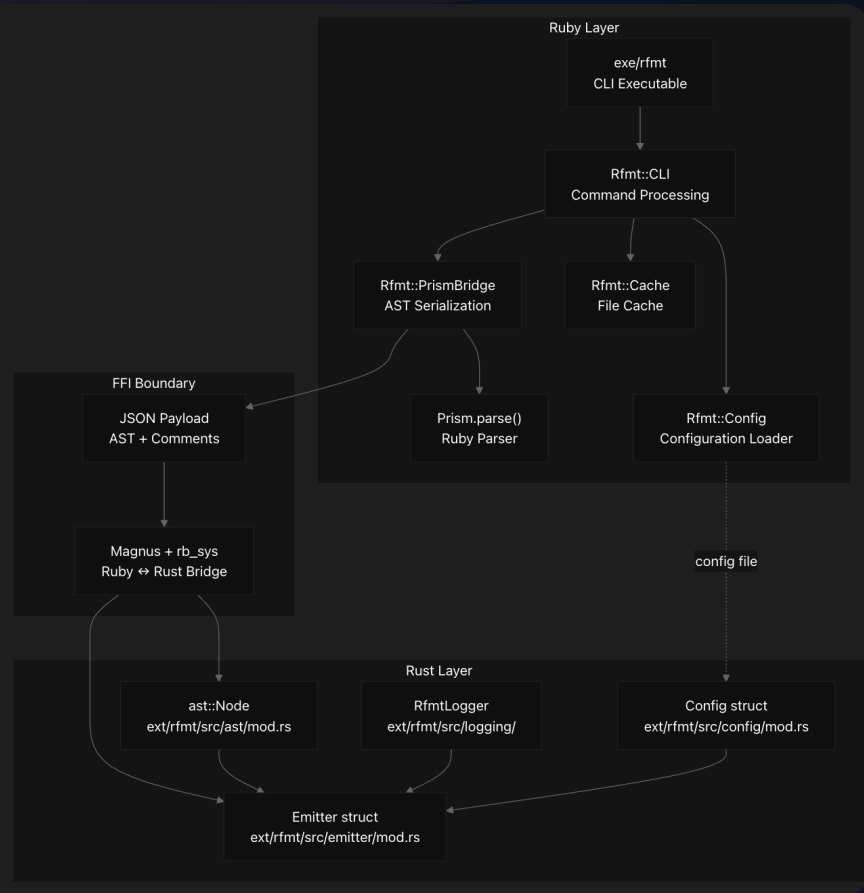 Ruby Layer
exe/rfmt
CLI Executable
Rfmt::CLI
Command Processing
Rfmt::PrismBridge
AST Serialization
Rfmt::Cache
File Cache
FFI Boundary
JSON Payload
AST + Comments
Prism.parse()
Ruby Parser
Rfmt::Config
Configuration Loader
Magnus + rb_sys
Ruby ↔ Rust Bridge
config file
Rust Layer
ast::Node
ext/rfmt/src/ast/mod.rs
RfmtLogger
ext/rfmt/src/logging/
Config struct
ext/rfmt/src/config/mod.rs
Emitter struct
ext/rfmt/src/emitter/mod.rs